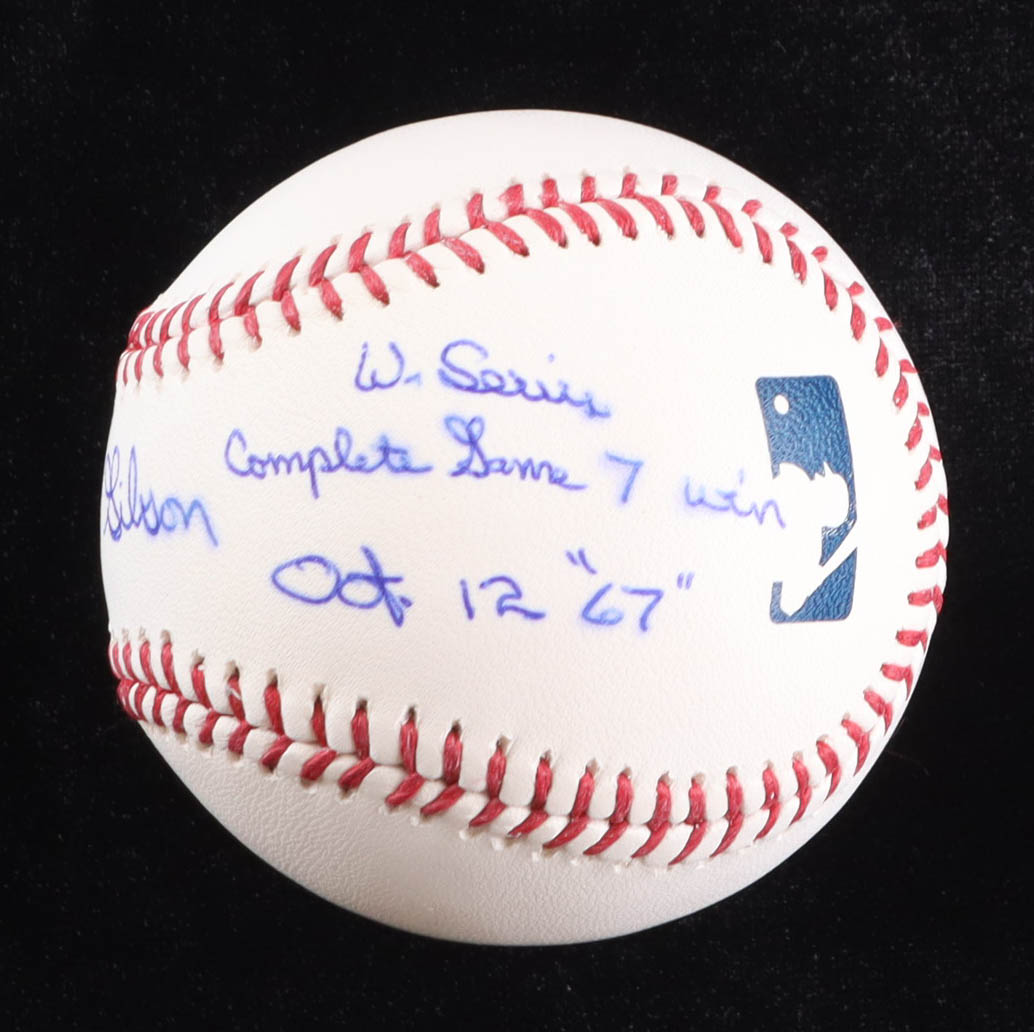 W. Series
Complete Game 7 win
Gibson
Oct. 12 "67"